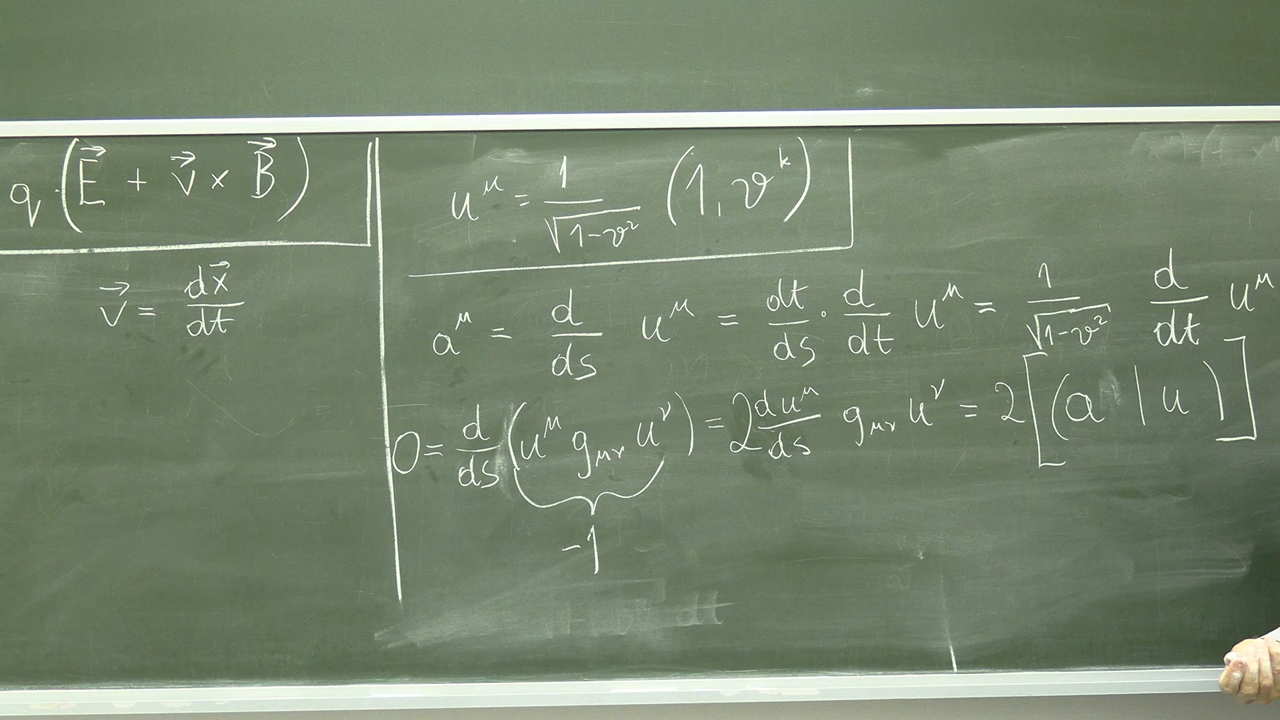 q · (E⃗ + v⃗ × B⃗)
v⃗ = dx⃗/dt
u^μ = 1/√(1-v²) (1, v^k)
a^μ = d/ds u^μ = dt/ds · d/dt u^μ = 1/√(1-v²) d/dt u^μ
0 = d/ds (u^μ g_μν u^ν) = 2 du^μ/ds g_μν u^ν = 2[(a | u)]
-1